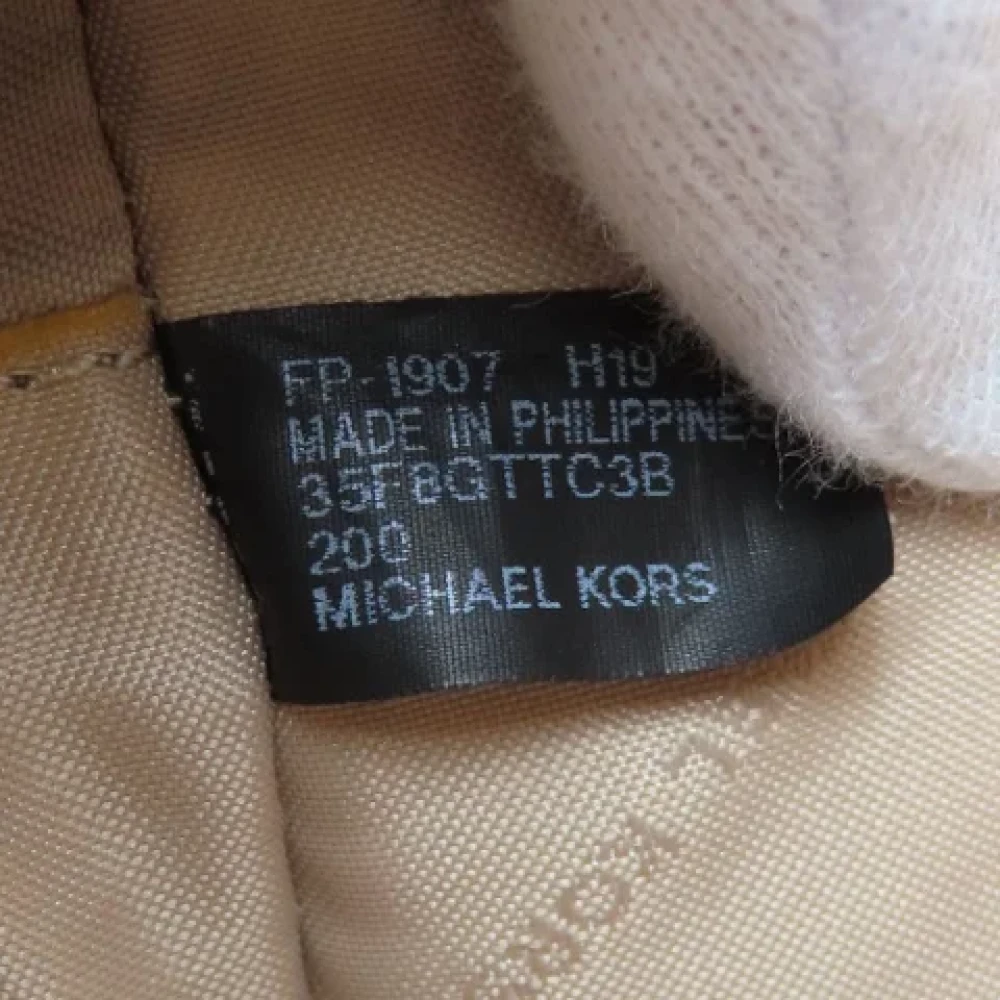 FP-1907 H19
MADE IN PHILIPPINES
35F8GTTC3B
200
MICHAEL KORS